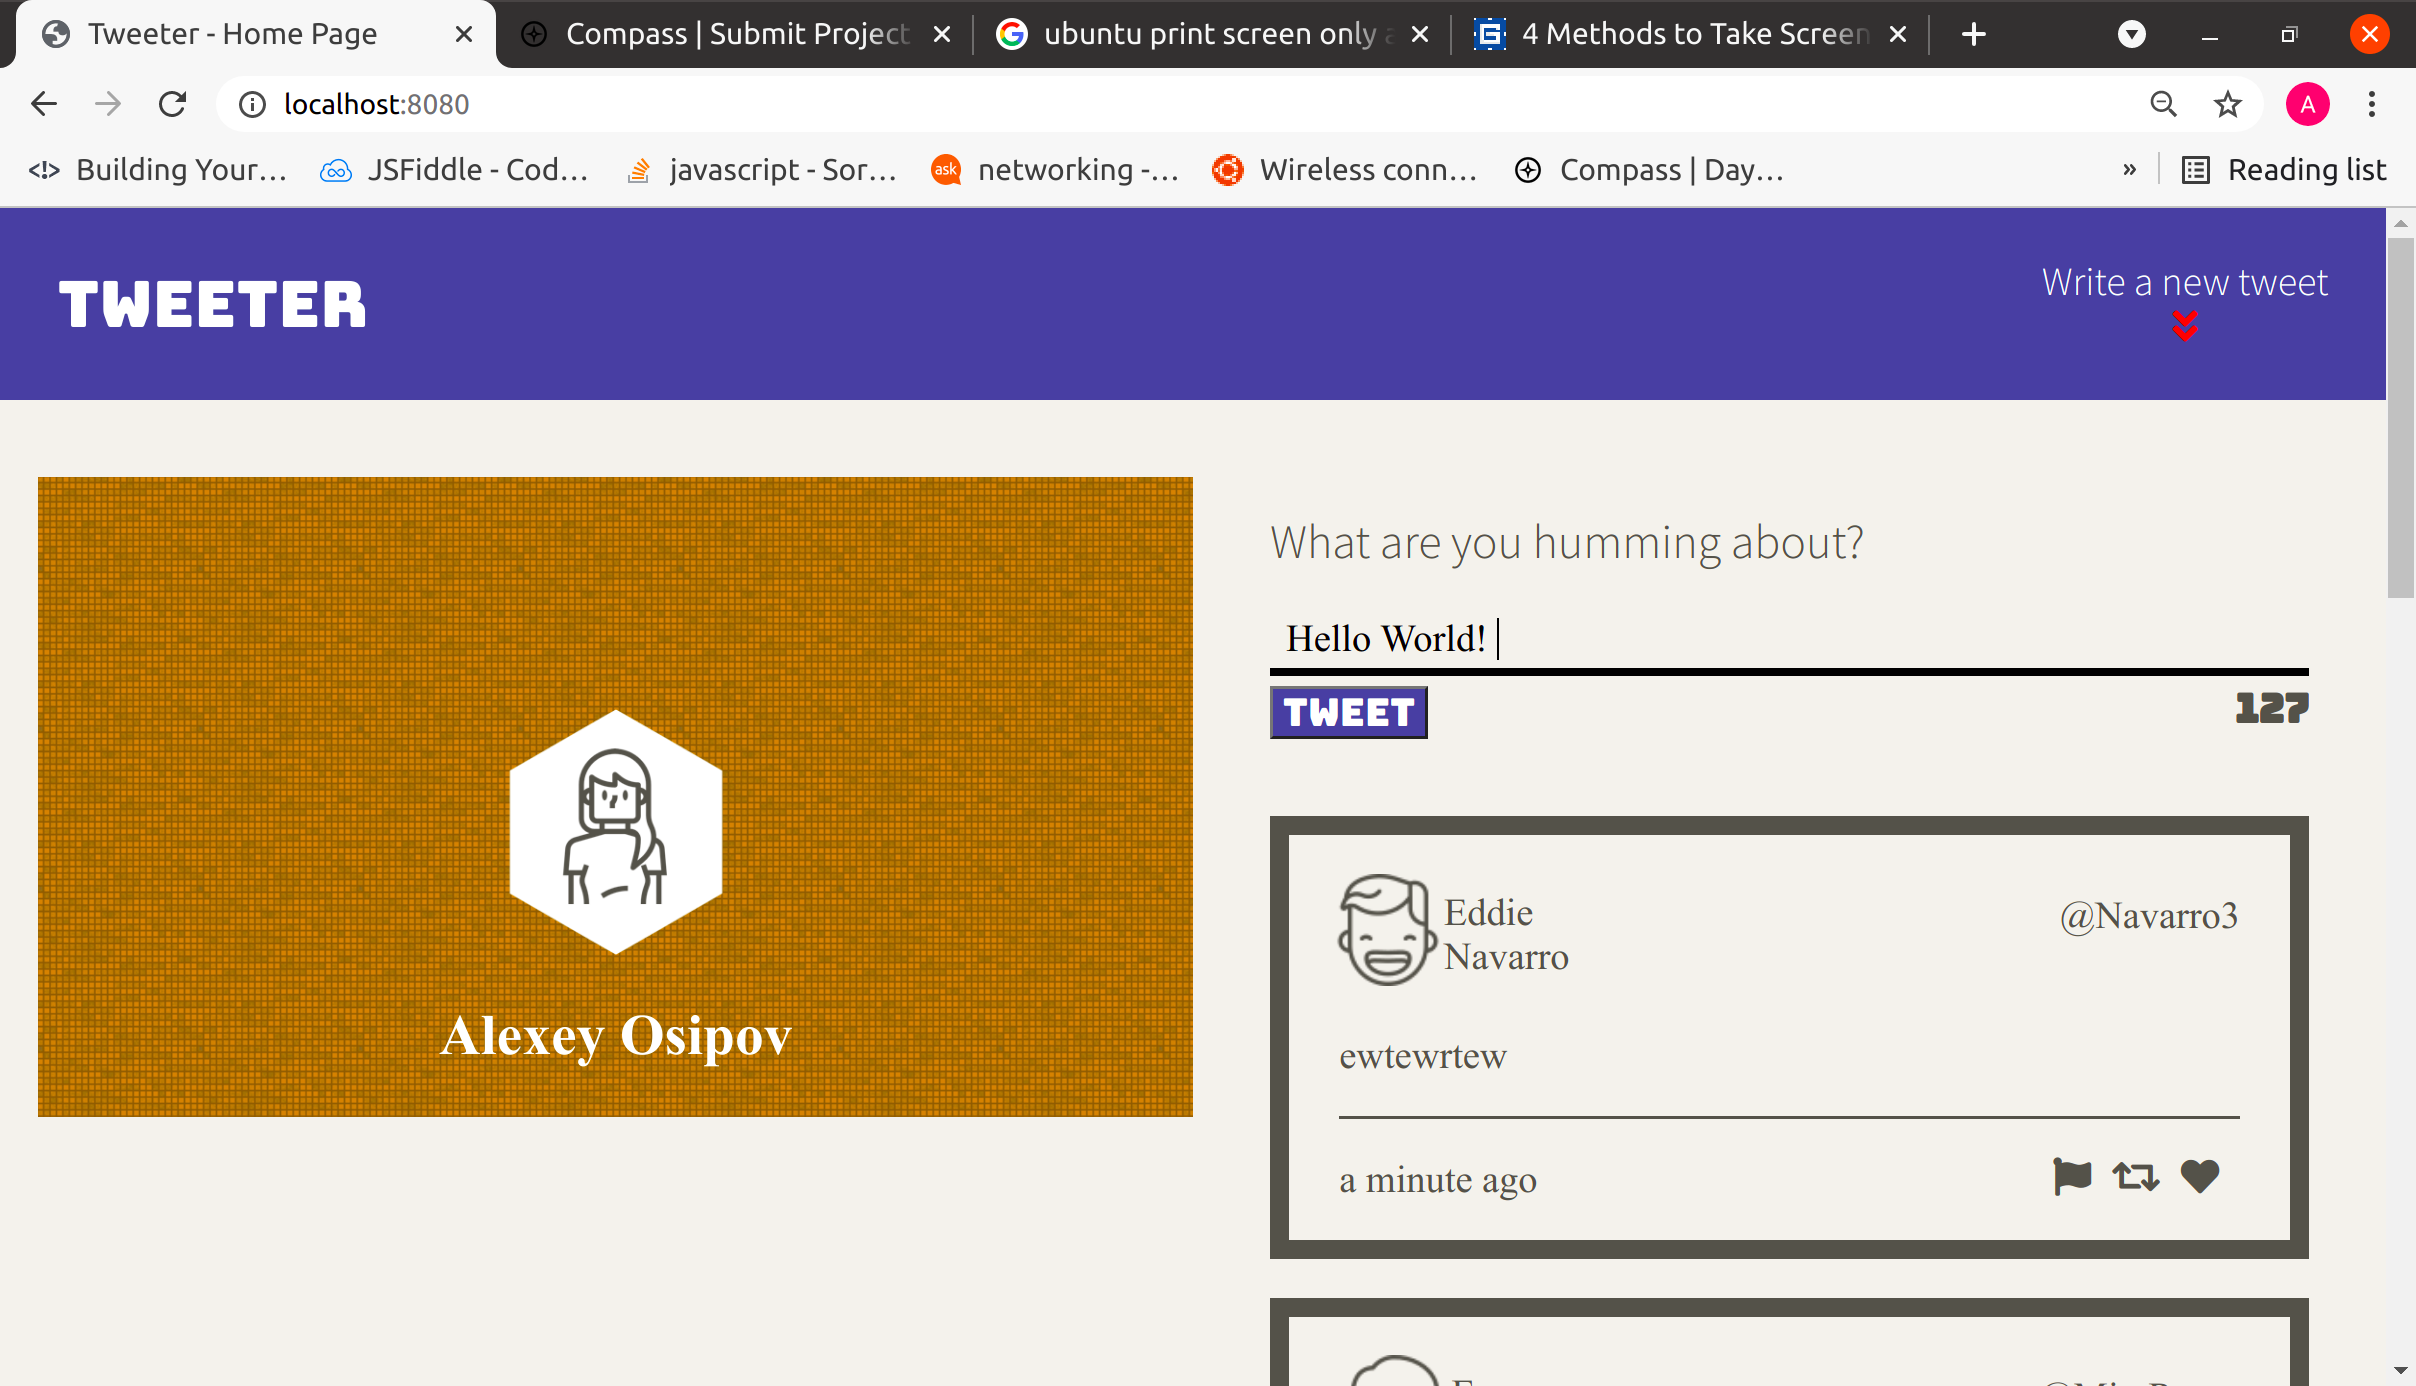 Tweeter - Home Page
Compass | Submit Project
ubuntu print screen only a
4 Methods to Take Screen
localhost:8080
A
Building Your...
JSFiddle - Cod...
javascript - Sor...
ask
networking -...
Wireless conn...
Compass | Day...
»
Reading list
TWEETER
Write a new tweet
What are you humming about?
Hello World!
TWEET
127
Alexey Osipov
Eddie
Navarro
@Navarro3
ewtewrtew
a minute ago